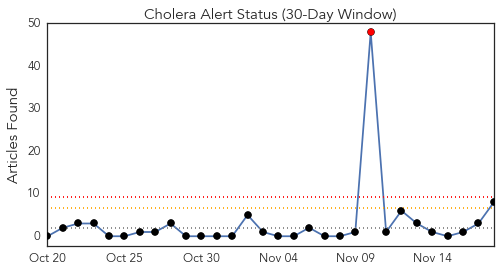 Cholera Alert Status (30-Day Window)
Articles Found
50
40
30
20
10
0
Oct 20 Oct 25 Oct 30 Nov 04 Nov 09 Nov 14